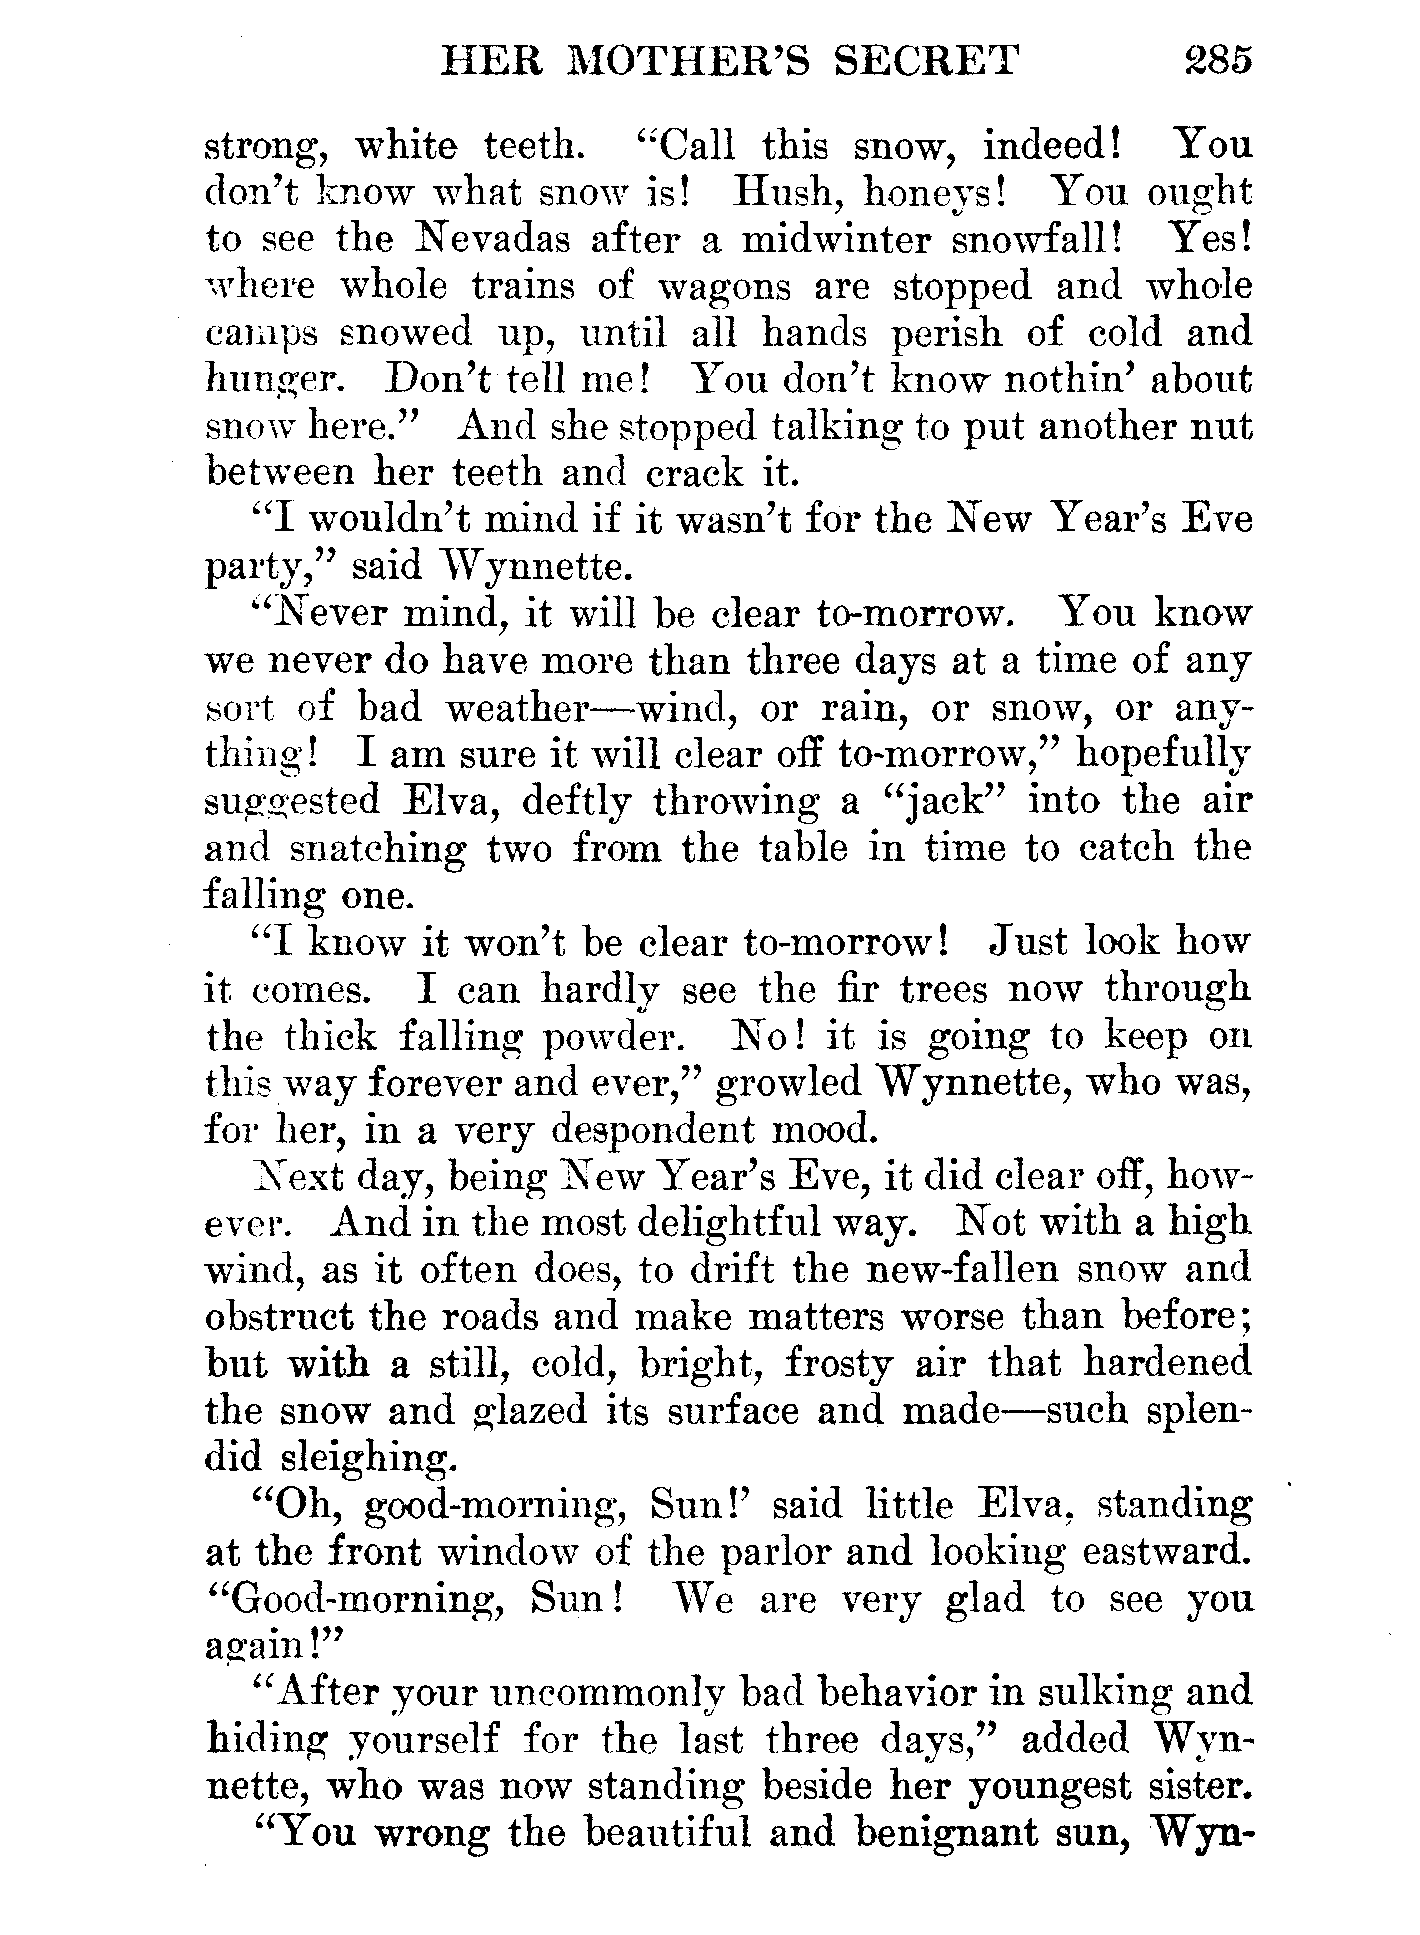 HER MOTHER'S SECRET 285
strong, white teeth. “Call this snow, indeed! You
don't know what snow is! Hush, honeys! You ought
to see the Nevadas after a midwinter snowfall! Yes!
where whole trains of wagons are stopped and whole
camps snowed up, until all hands perish of cold and
hunger. Don't tell me! You don't know nothin' about
snow here.” And she stopped talking to put another nut
between her teeth and crack it.
“I wouldn't mind if it wasn't for the New Year's Eve
party,” said Wynnette.
“Never mind, it will be clear to-morrow. You know
we never do have more than three days at a time of any
sort of bad weather—wind, or rain, or snow, or any-
thing! I am sure it will clear off to-morrow,” hopefully
suggested Elva, deftly throwing a “jack” into the air
and snatching two from the table in time to catch the
falling one.
“I know it won't be clear to-morrow! Just look how
it comes. I can hardly see the fir trees now through
the thick falling powder. No! it is going to keep on
this way forever and ever,” growled Wynnette, who was,
for her, in a very despondent mood.
Next day, being New Year's Eve, it did clear off, how-
ever. And in the most delightful way. Not with a high
wind, as it often does, to drift the new-fallen snow and
obstruct the roads and make matters worse than before;
but with a still, cold, bright, frosty air that hardened
the snow and glazed its surface and made—such splen-
did sleighing.
“Oh, good-morning, Sun!’ said little Elva, standing
at the front window of the parlor and looking eastward.
“Good-morning, Sun! We are very glad to see you
again!”
“After your uncommonly bad behavior in sulking and
hiding yourself for the last three days,” added Wyn-
nette, who was now standing beside her youngest sister.
“You wrong the beautiful and benignant sun, Wyn-